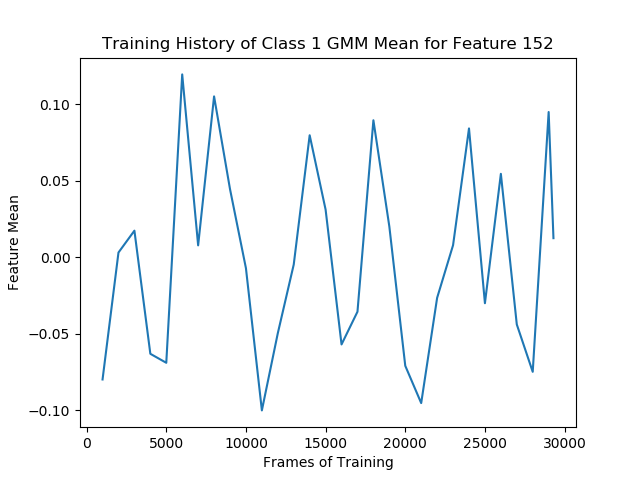 Training History of Class 1 GMM Mean for Feature 152
0.10
0.05
0.00
−0.05
−0.10
Feature Mean
0 5000 10000 15000 20000 25000 30000
Frames of Training